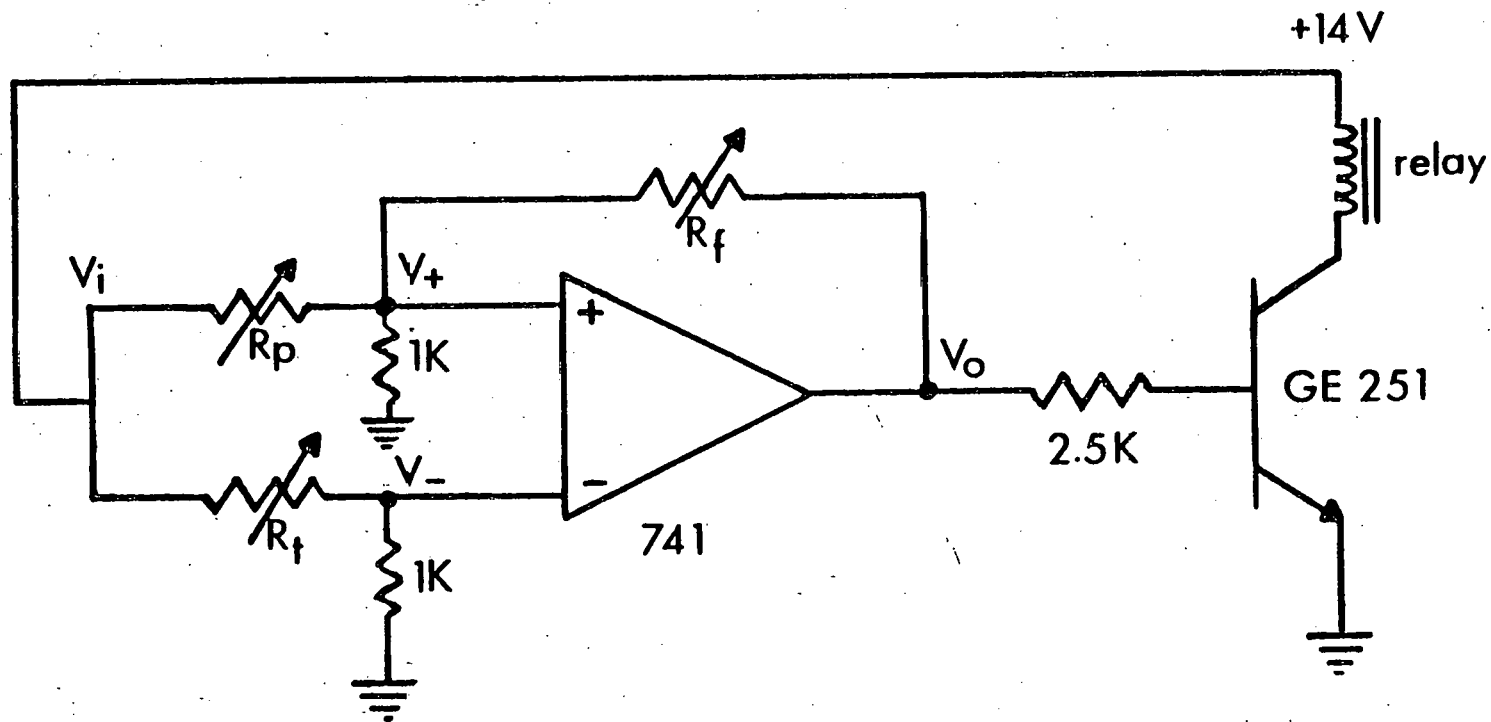 +14 V
relay
Rf
Vi
V+
+
Rp
1K
Vo
GE 251
2.5K
V-
-
Rt
741
1K